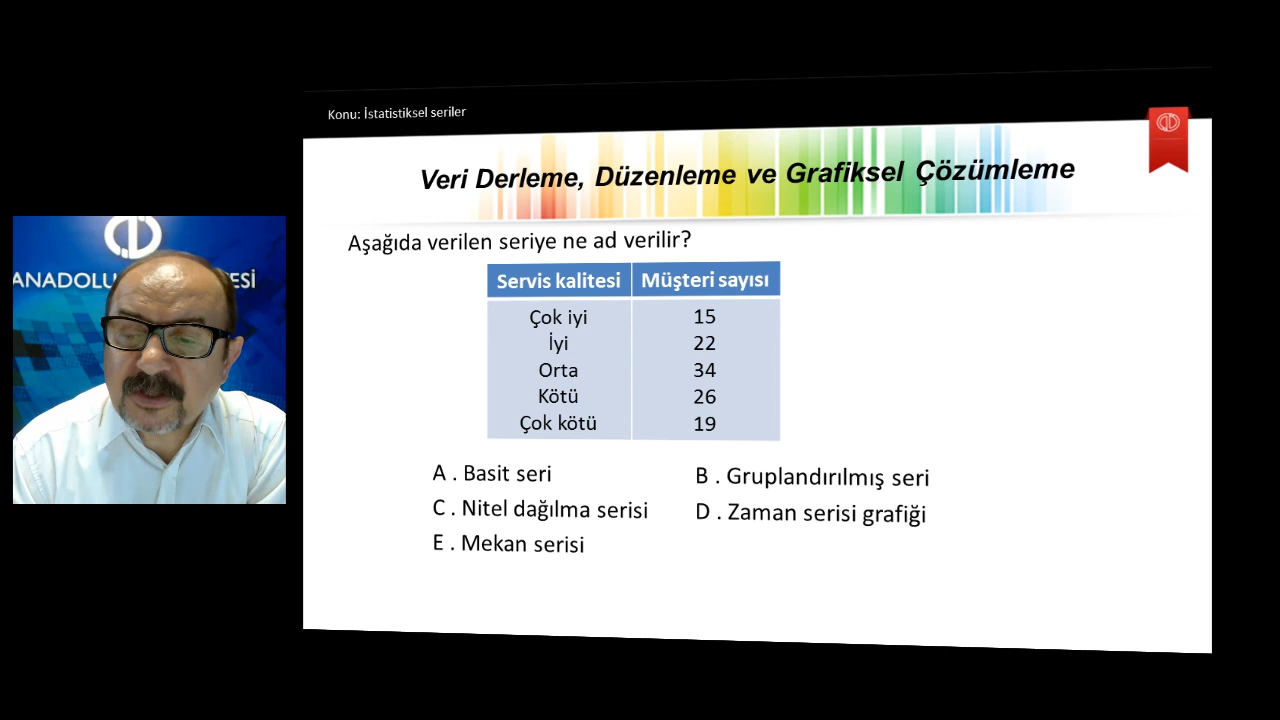 Konu: İstatistiksel seriler
Veri Derleme, Düzenleme ve Grafiksel Çözümleme
ANADOLU ESİ
Aşağıda verilen seriye ne ad verilir?
Servis kalitesi Müşteri sayısı
Çok iyi 15
İyi 22
Orta 34
Kötü 26
Çok kötü 19
A . Basit seri B . Gruplandırılmış seri
C . Nitel dağılma serisi D . Zaman serisi grafiği
E . Mekan serisi